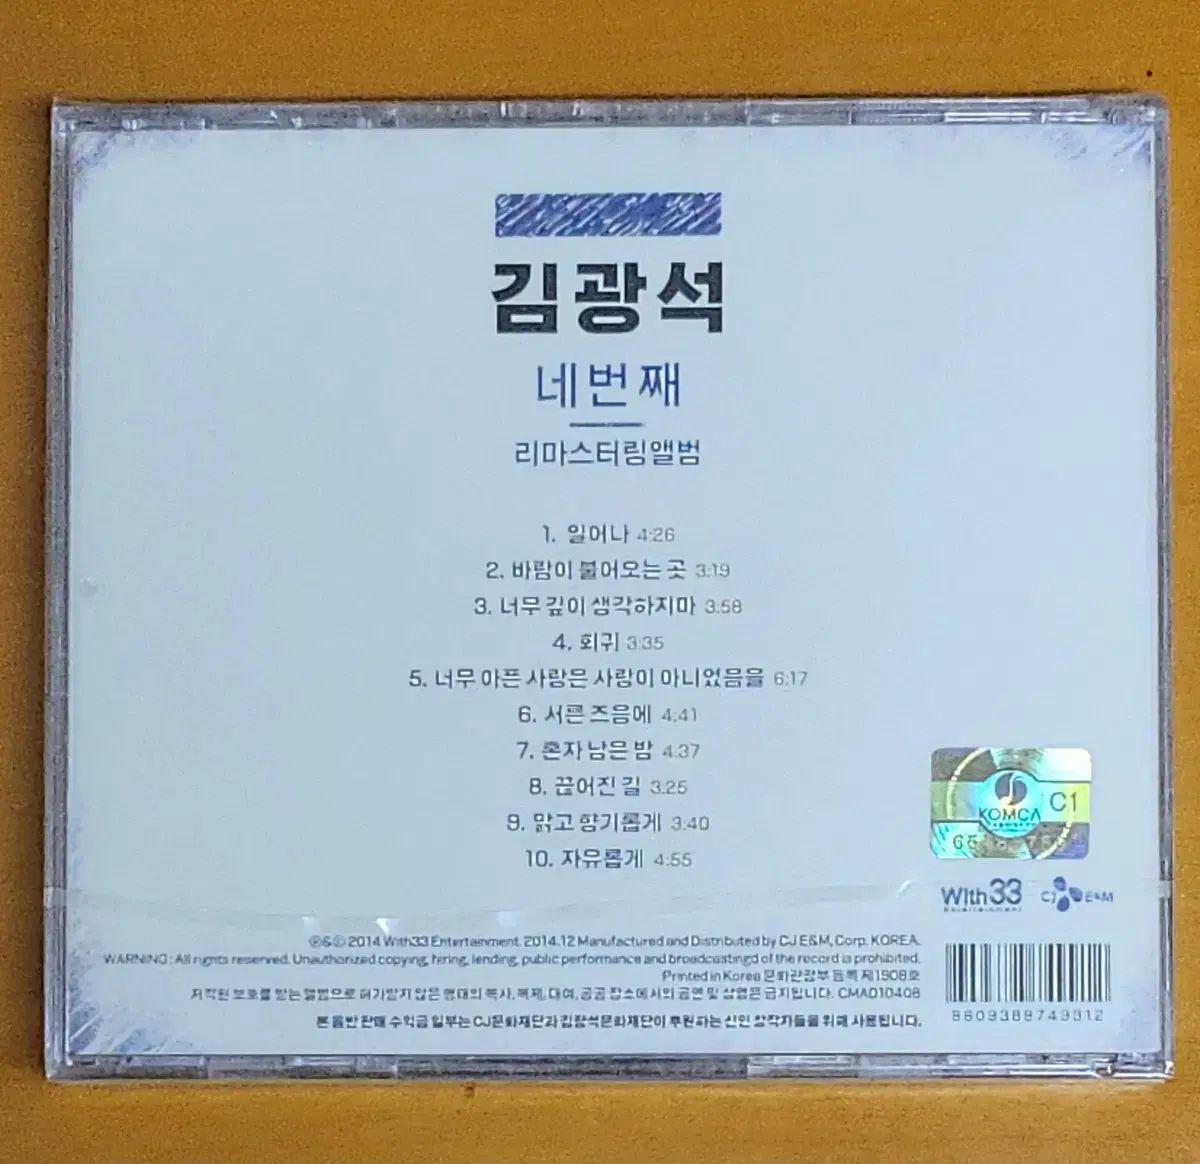 김광석
네번째
리마스터링앨범
1. 일어나 4:26
2. 바람이 불어오는 곳 3:19
3. 너무 깊이 생각하지마 3:58
4. 회귀 3:35
5. 너무 아픈 사랑은 사랑이 아니었음을 6:17
6. 서른 즈음에 4:41
7. 혼자 남은 밤 4:37
8. 끊어진 길 3:25
9. 맑고 향기롭게 3:40
10. 자유롭게 4:55
KOMCA C1
With33
Entertainment
CJ E&M
℗&© 2014 With33 Entertainment. 2014.12 Manufactured and Distributed by CJ E&M, Corp. KOREA.
WARNING : All rights reserved. Unauthorized copying, hiring, lending, public performance and broadcastingd of the record is prohibited.
Printed in Korea 문화관광부 등록 제1908호
저작권 보호를 받는 앨범으로 허가받지 않은 형태의 복사, 복제, 대여, 공공 장소에서의 공연 및 상영은 금지입니다. CMAD10408
본 음반 판매 수익금 일부는 CJ문화재단과 김광석문화재단이 후원하는 신인 창작자들을 위해 사용됩니다.
8809389749312